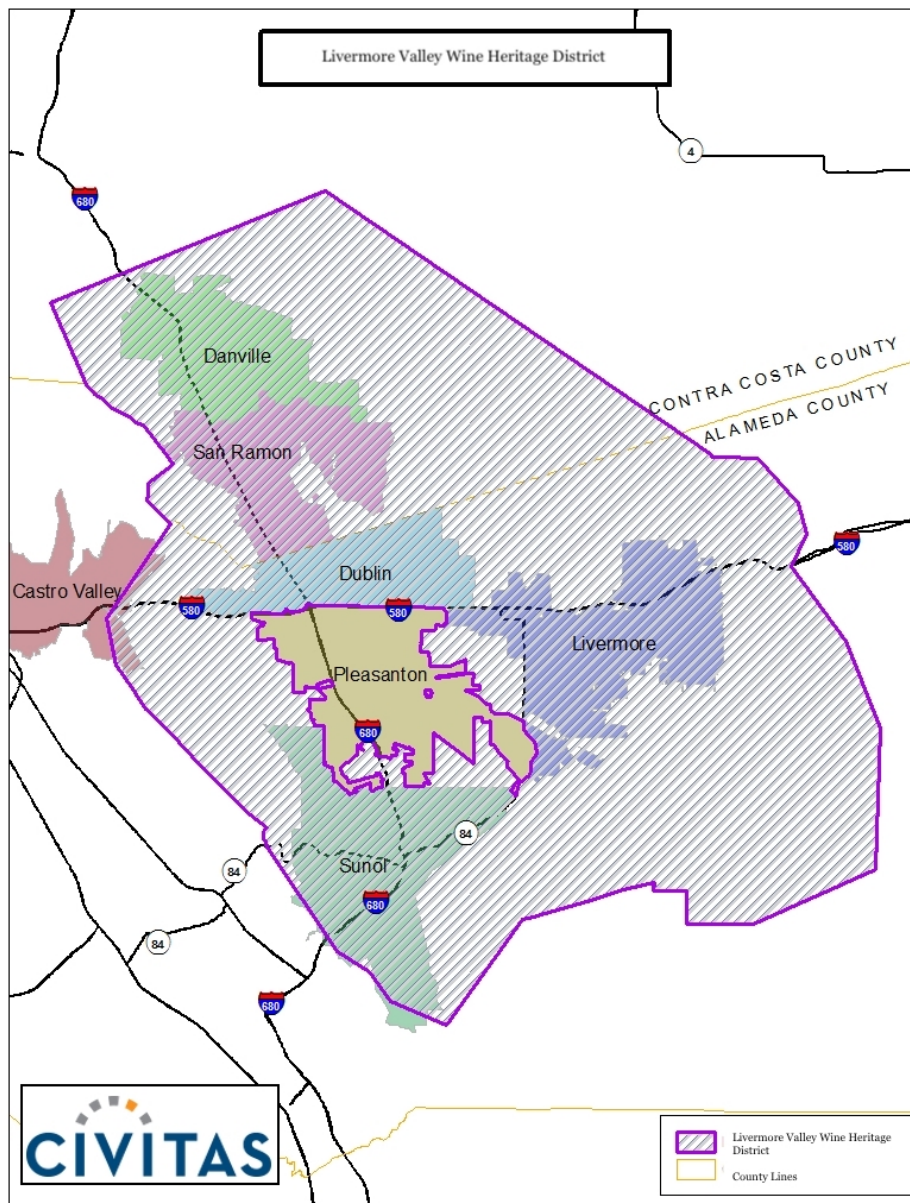 Livermore Valley Wine Heritage District
4
680
Danville
CONTRA COSTA COUNTY
ALAMEDA COUNTY
San Ramon
580
Castro Valley
Dublin
580
580
Livermore
Pleasanton
680
84
Sunol
84
680
84
680
CIVITAS
Livermore Valley Wine Heritage
District
County Lines